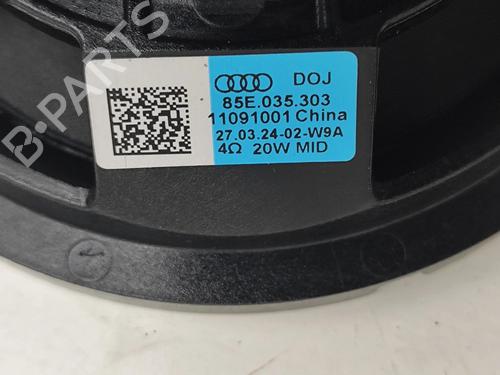 DOJ
85E.035.303
11091001 China
27.03.24-02-W9A
4Ω 20W MID
B-PARTS